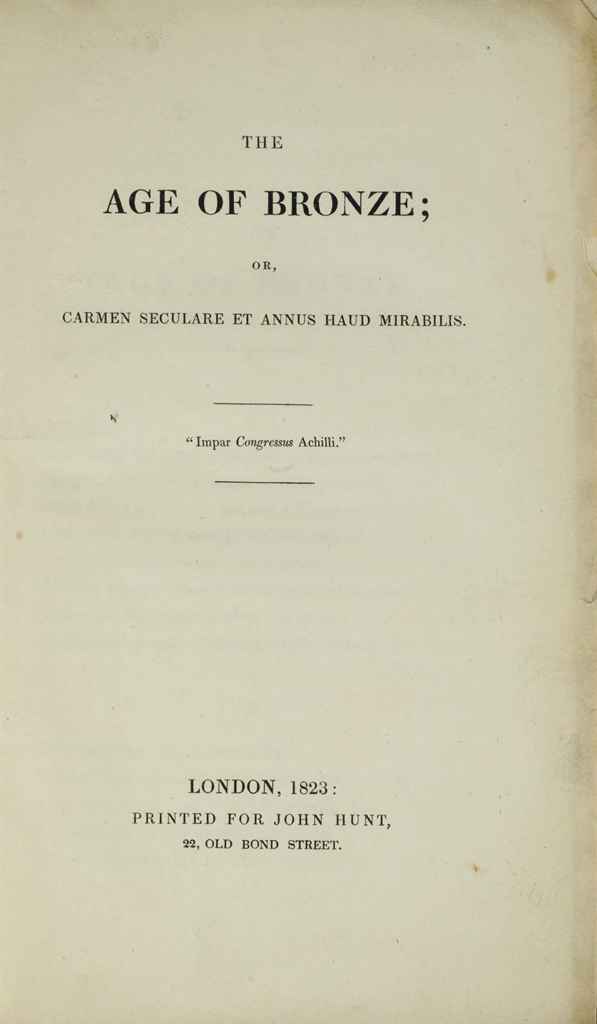 THE
AGE OF BRONZE;
OR,
CARMEN SECULARE ET ANNUS HAUD MIRABILIS.
“Impar Congressus Achilli.”
LONDON, 1823:
PRINTED FOR JOHN HUNT,
22, OLD BOND STREET.